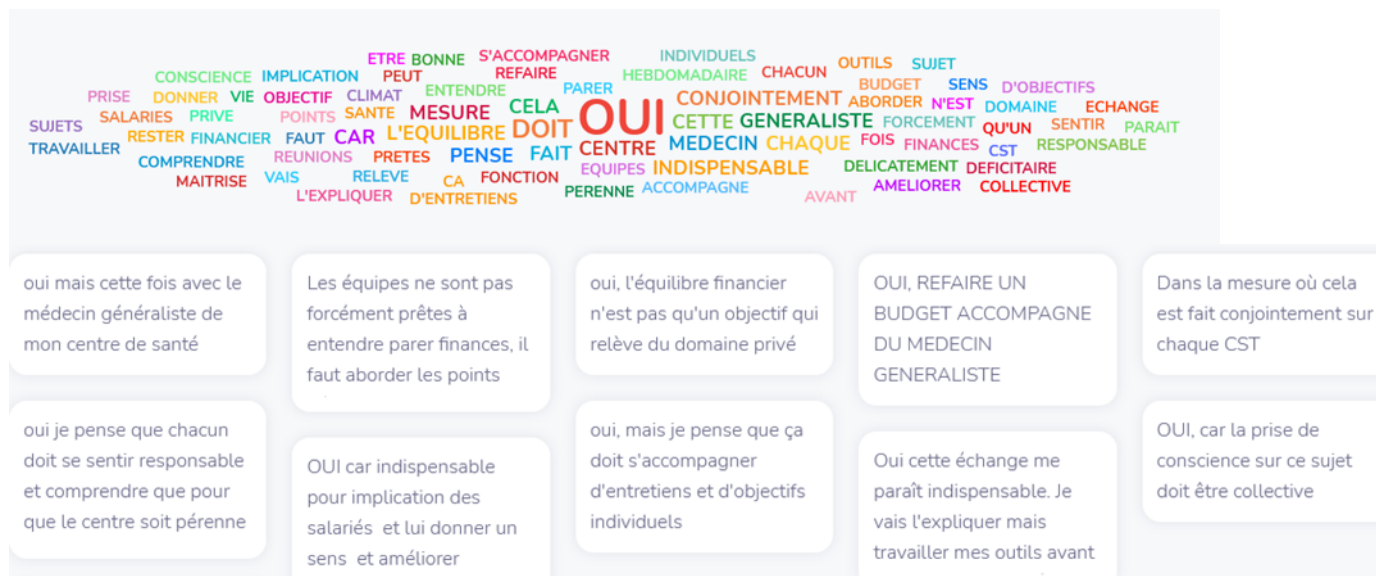 ETRE BONNE S'ACCOMPAGNER INDIVIDUELS OUTILS SUJET
CONSCIENCE IMPLICATION PEUT REFAIRE HEBDOMADAIRE CHACUN
PRISE DONNER VIE OBJECTIF CLIMAT ENTENDRE PARER BUDGET SENS D'OBJECTIFS
SALARIES PRIVE POINTS SANTE MESURE CELA OUI CONJOINTEMENT ABORDER N'EST DOMAINE ECHANGE
SUJETS RESTER FINANCIER FAUT CAR L'EQUILIBRE DOIT CETTE GENERALISTE FORCEMENT QU'UN SENTIR PARAIT
TRAVAILLER COMPRENDRE REUNIONS PRETES PENSE FAIT CENTRE MEDECIN CHAQUE FOIS FINANCES CST RESPONSABLE
MAITRISE VAIS RELEVE CA FONCTION EQUIPES INDISPENSABLE DELICATEMENT DEFICITAIRE
L'EXPLIQUER D'ENTRETIENS PERENNE ACCOMPAGNE AVANT AMELIORER COLLECTIVE
oui mais cette fois avec le
médecin généraliste de
mon centre de santé
Les équipes ne sont pas
forcément prêtes à
entendre parer finances, il
faut aborder les points
oui, l'équilibre financier
n'est pas qu'un objectif qui
relève du domaine privé
OUI, REFAIRE UN
BUDGET ACCOMPAGNE
DU MEDECIN
GENERALISTE
Dans la mesure où cela
est fait conjointement sur
chaque CST
oui je pense que chacun
doit se sentir responsable
et comprendre que pour
que le centre soit pérenne
OUI car indispensable
pour implication des
salariés et lui donner un
sens et améliorer
oui, mais je pense que ça
doit s'accompagner
d'entretiens et d'objectifs
individuels
Oui cette échange me
paraît indispensable. Je
vais l'expliquer mais
travailler mes outils avant
OUI, car la prise de
conscience sur ce sujet
doit être collective